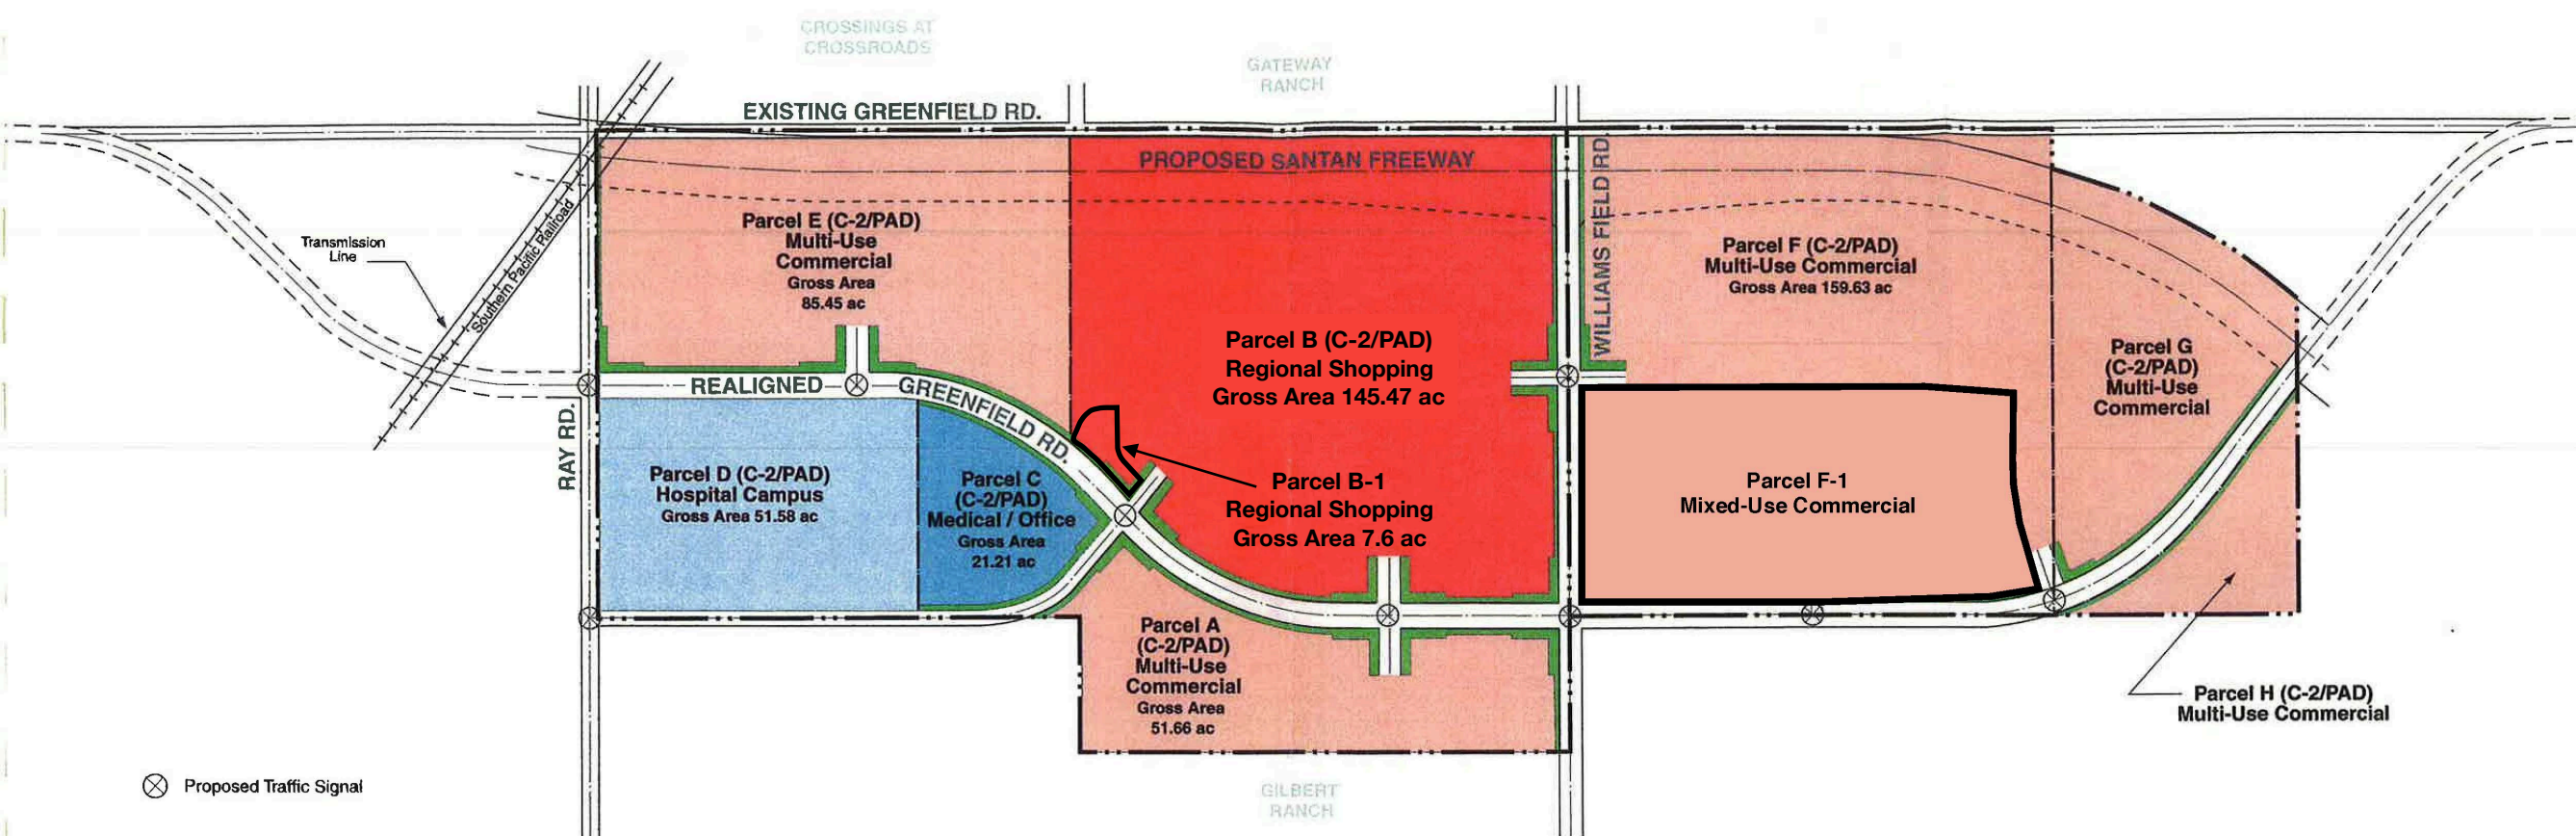 CROSSINGS AT
CROSSROADS
GATEWAY
RANCH
EXISTING GREENFIELD RD.
PROPOSED SANTAN FREEWAY
WILLIAMS FIELD RD.
Transmission
Line
Southern Pacific Railroad
Parcel E (C-2/PAD)
Multi-Use
Commercial
Gross Area
85.45 ac
Parcel B (C-2/PAD)
Regional Shopping
Gross Area 145.47 ac
Parcel F (C-2/PAD)
Multi-Use Commercial
Gross Area 159.63 ac
Parcel G
(C-2/PAD)
Multi-Use
Commercial
REALIGNED
GREENFIELD RD.
RAY RD.
Parcel D (C-2/PAD)
Hospital Campus
Gross Area 51.58 ac
Parcel C
(C-2/PAD)
Medical / Office
Gross Area
21.21 ac
Parcel B-1
Regional Shopping
Gross Area 7.6 ac
Parcel F-1
Mixed-Use Commercial
Parcel A
(C-2/PAD)
Multi-Use
Commercial
Gross Area
51.66 ac
Parcel H (C-2/PAD)
Multi-Use Commercial
Proposed Traffic Signal
GILBERT
RANCH